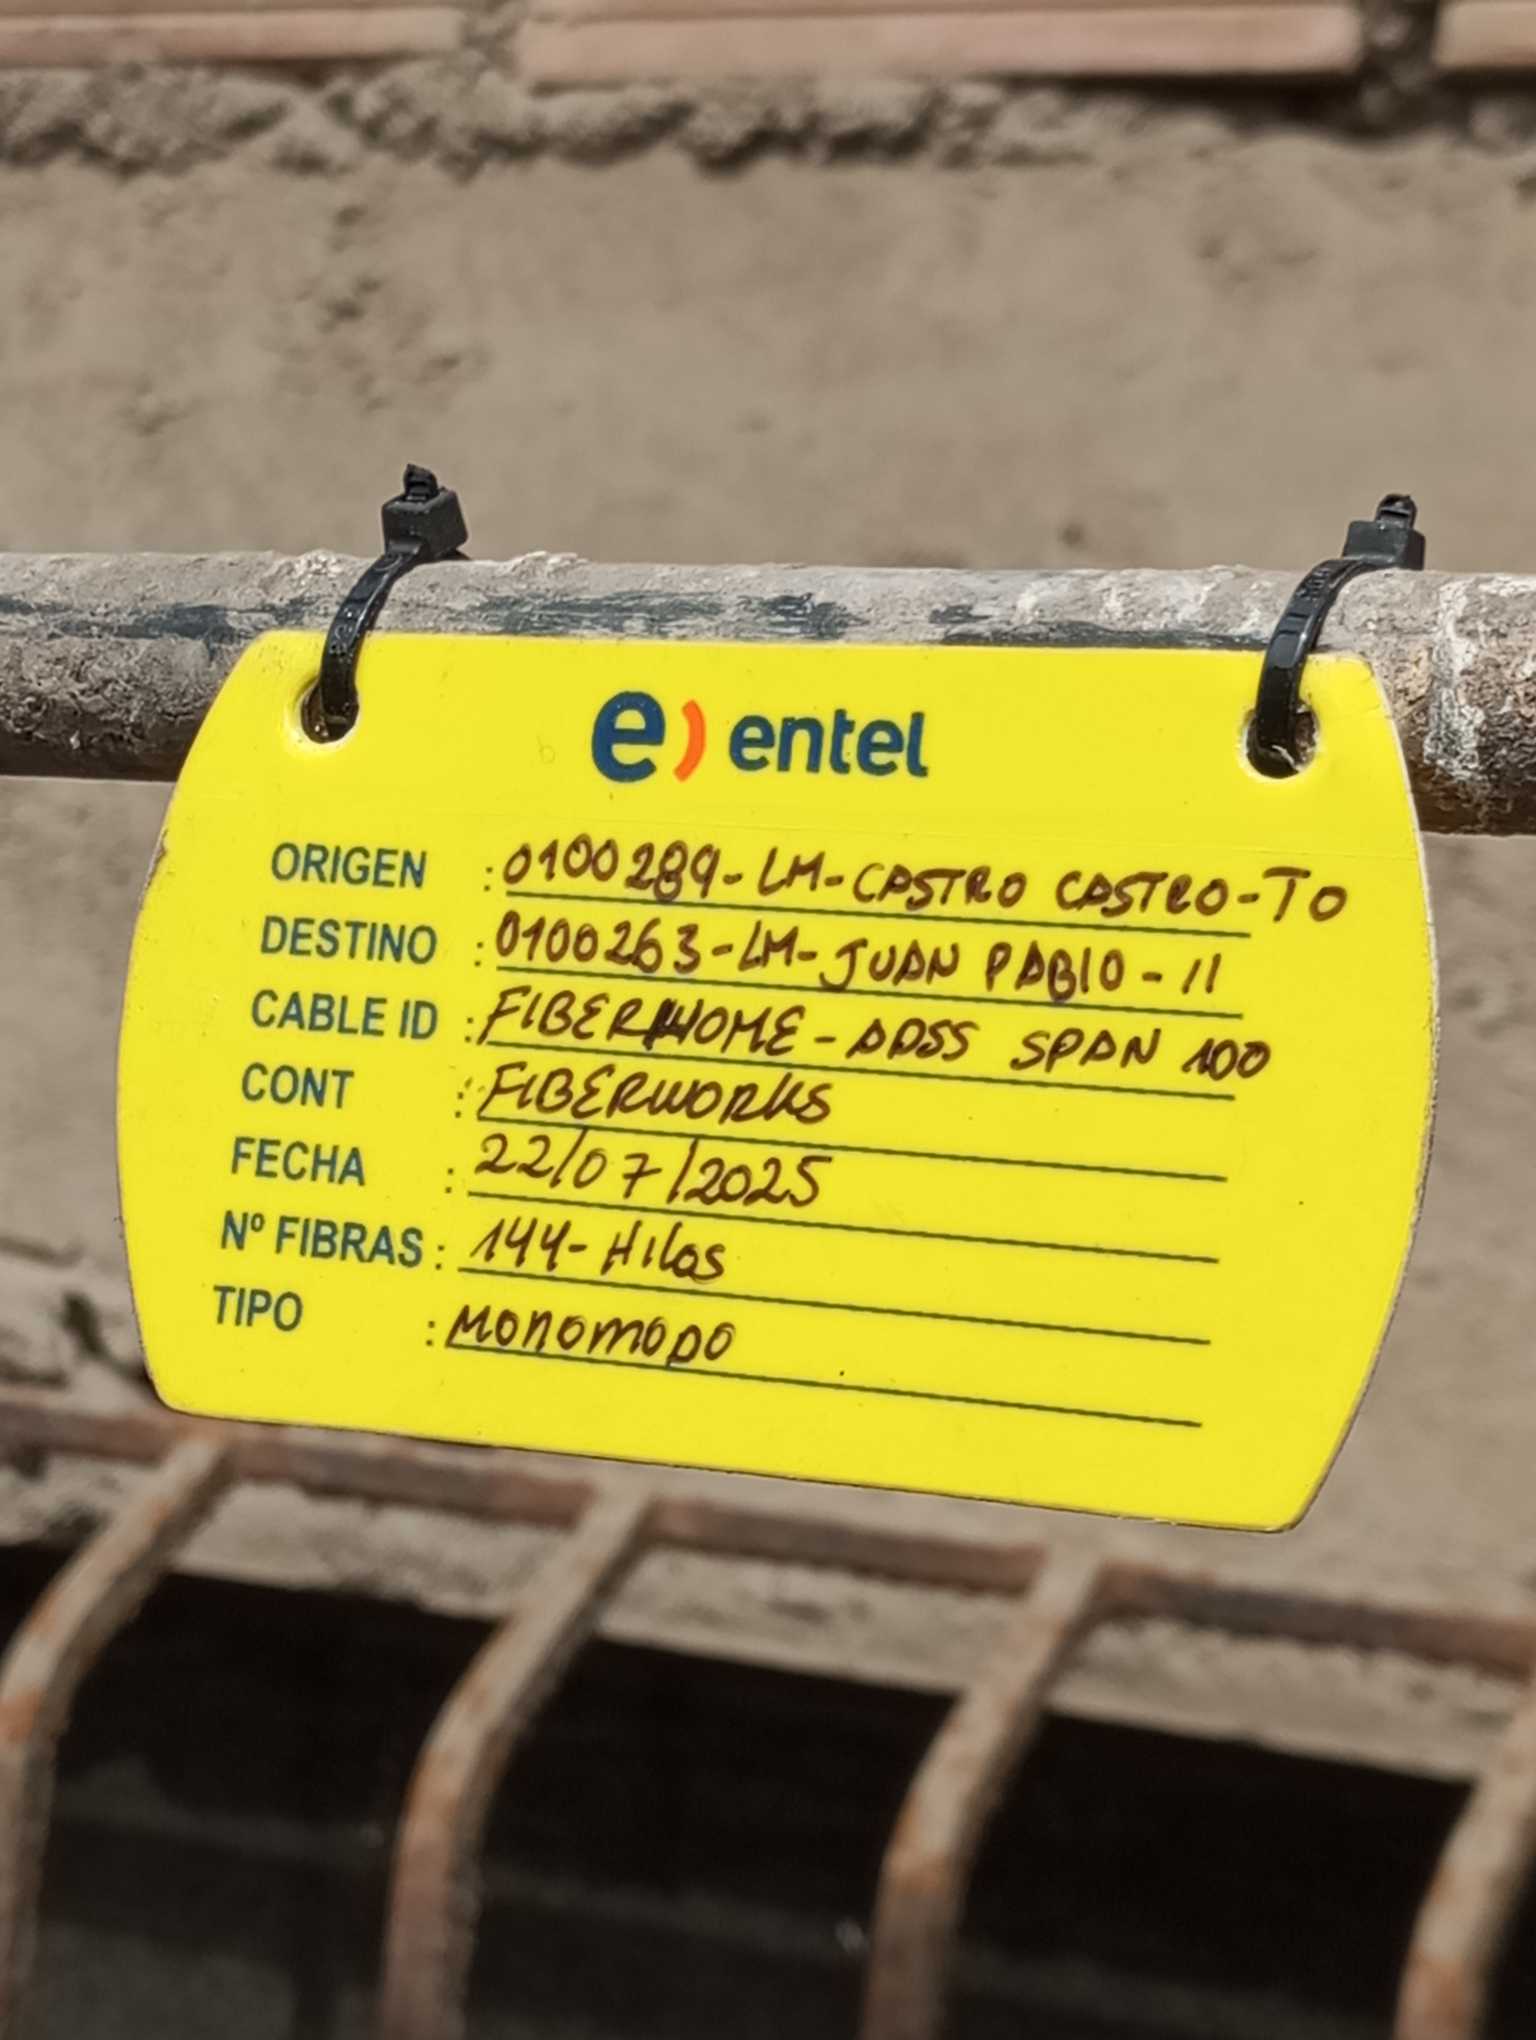 e) entel
ORIGEN : 0100289-LM-CASTRO CASTRO-TO
DESTINO : 0100263-LM-JUAN PABLO-II
CABLE ID : FIBERHOME-ADSS SPAN 100
CONT : FIBERWORKS
FECHA : 22/07/2025
Nº FIBRAS : 144-Hilos
TIPO : MONOMODO